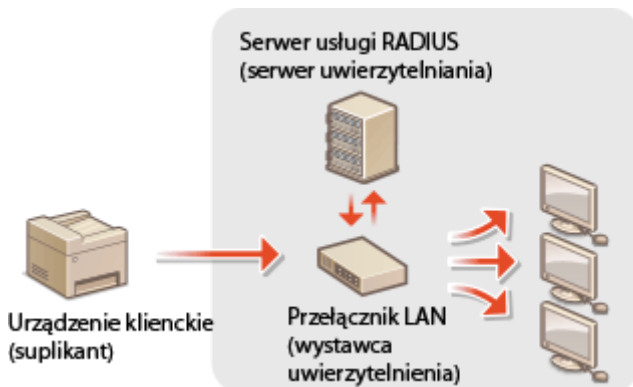 Serwer usługi RADIUS
(serwer uwierzytelniania)
Urządzenie klienckie
(suplikant)
Przełącznik LAN
(wystawca
uwierzytelnienia)